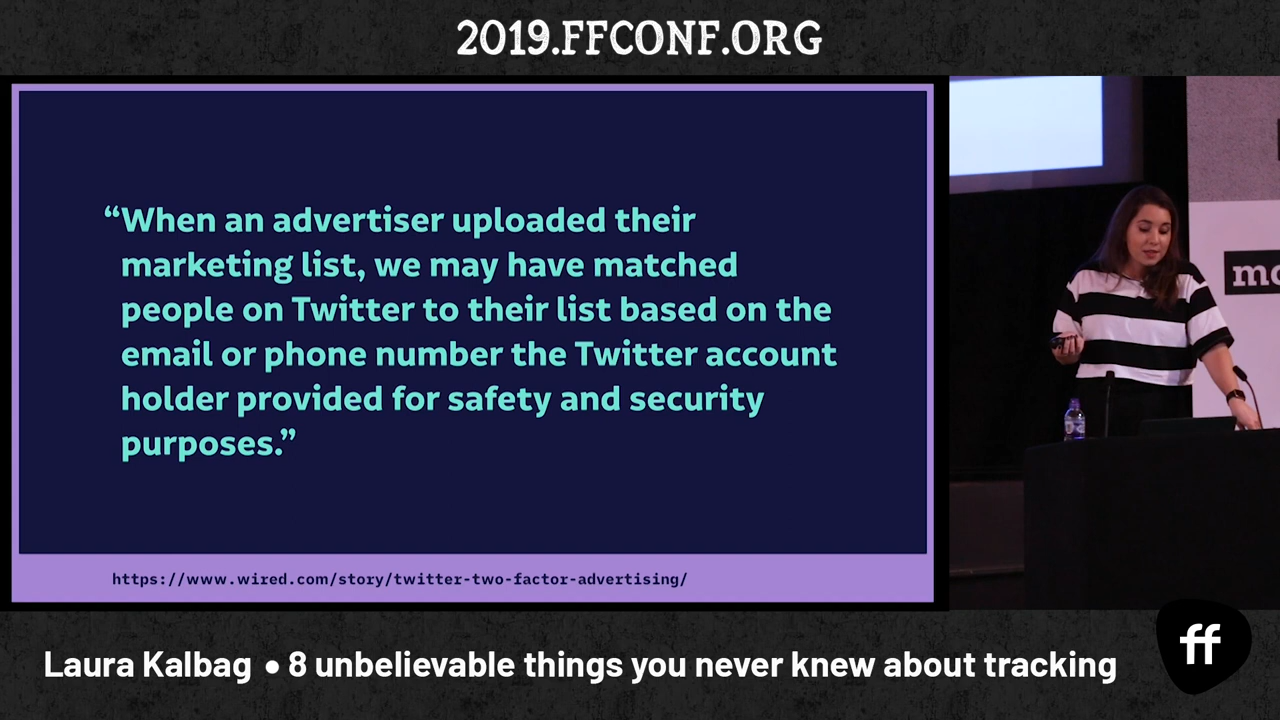 2019.FFCONF.ORG
“When an advertiser uploaded their
marketing list, we may have matched
people on Twitter to their list based on the
email or phone number the Twitter account
holder provided for safety and security
purposes.”
https://www.wired.com/story/twitter-two-factor-advertising/
Laura Kalbag • 8 unbelievable things you never knew about tracking
ff